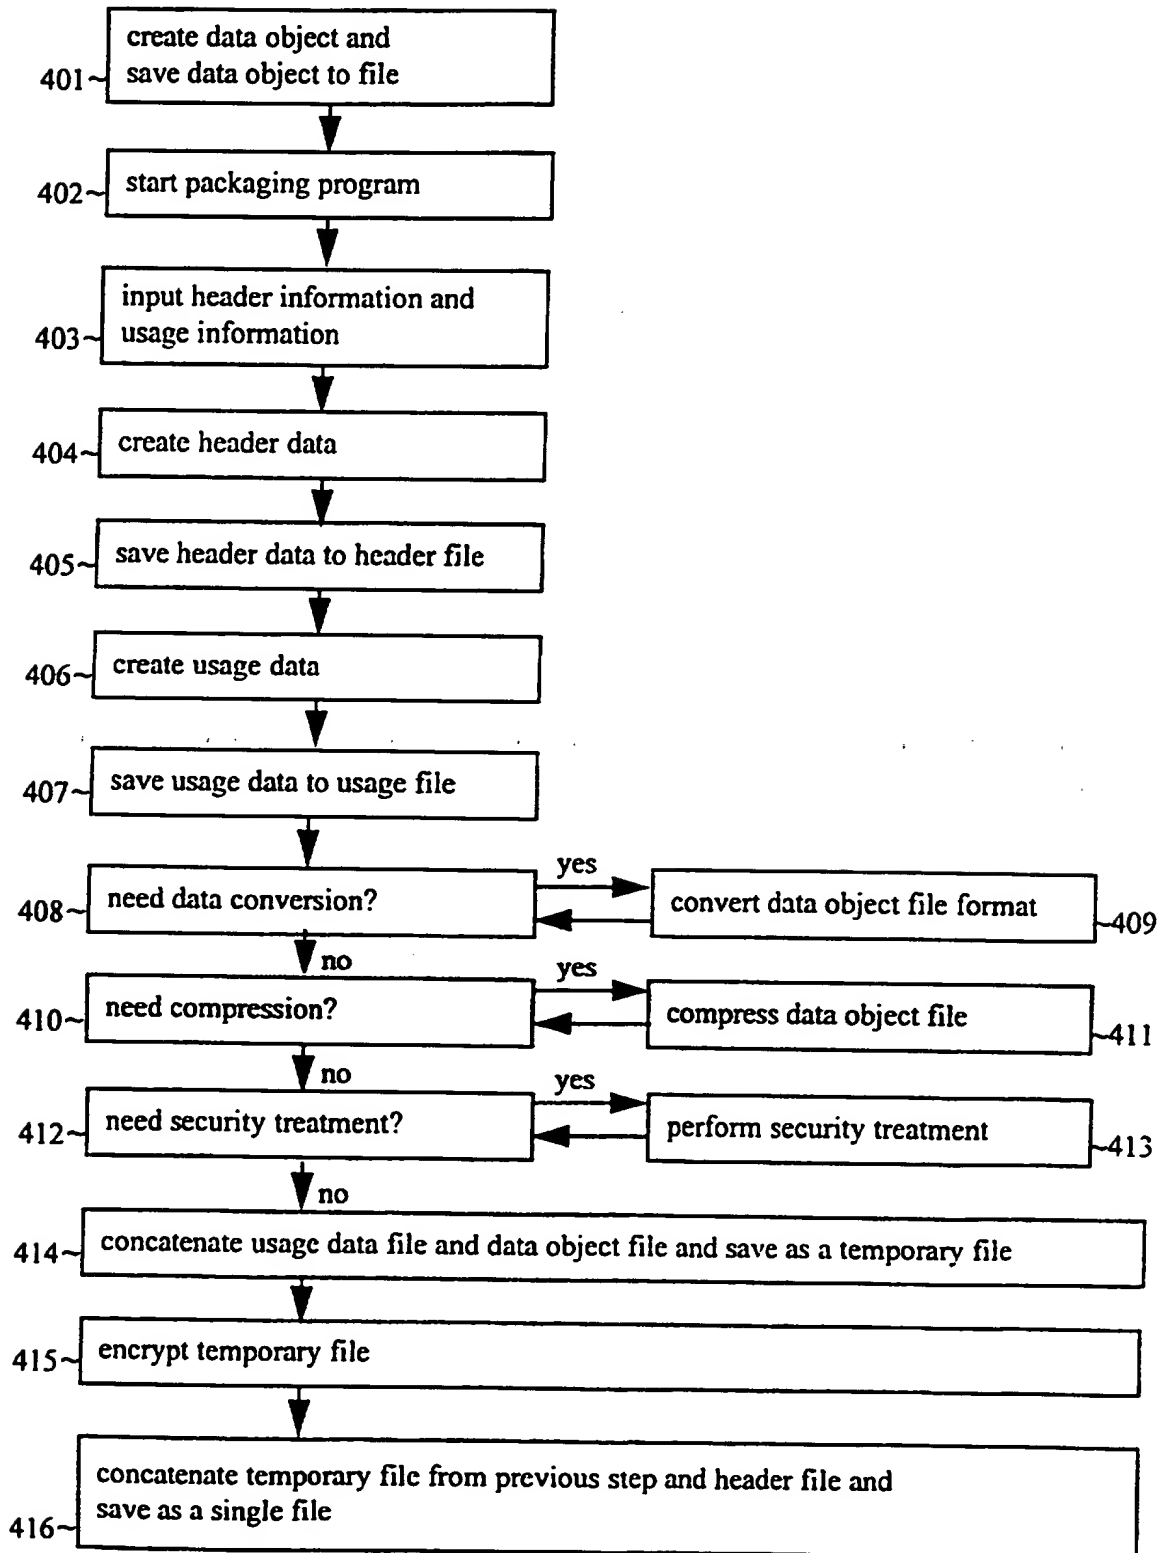 create data object and
save data object to file
401~
start packaging program
402~
input header information and
usage information
403~
create header data
404~
save header data to header file
405~
create usage data
406~
save usage data to usage file
407~
yes
need data conversion?
408~
convert data object file format
~409
no
yes
need compression?
410~
compress data object file
~411
no
yes
need security treatment?
412~
perform security treatment
~413
no
concatenate usage data file and data object file and save as a temporary file
414~
encrypt temporary file
415~
concatenate temporary file from previous step and header file and
save as a single file
416~